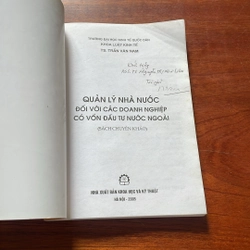 TRƯỜNG ĐẠI HỌC KINH TẾ QUỐC DÂN
KHOA LUẬT KINH TẾ
TS. TRẦN VĂN NAM
QUẢN LÝ NHÀ NƯỚC
ĐỐI VỚI CÁC DOANH NGHIỆP
CÓ VỐN ĐẦU TƯ NƯỚC NGOÀI
(SÁCH CHUYÊN KHẢO)
NHÀ XUẤT BẢN KHOA HỌC VÀ KỸ THUẬT
HÀ NỘI - 2005